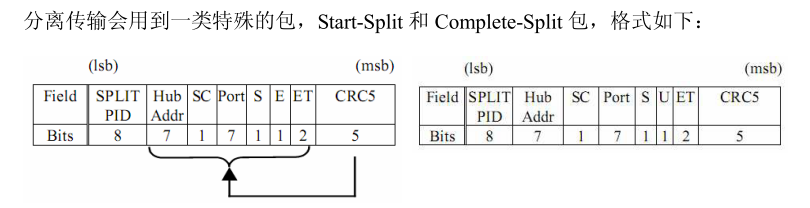 分离传输会用到一类特殊的包，Start-Split 和 Complete-Split 包，格式如下：
(lsb) (msb)
Field SPLIT PID Hub Addr SC Port S E ET CRC5
Bits 8 7 1 7 1 1 2 5
(lsb) (msb)
Field SPLIT PID Hub Addr SC Port S U ET CRC5
Bits 8 7 1 7 1 1 2 5